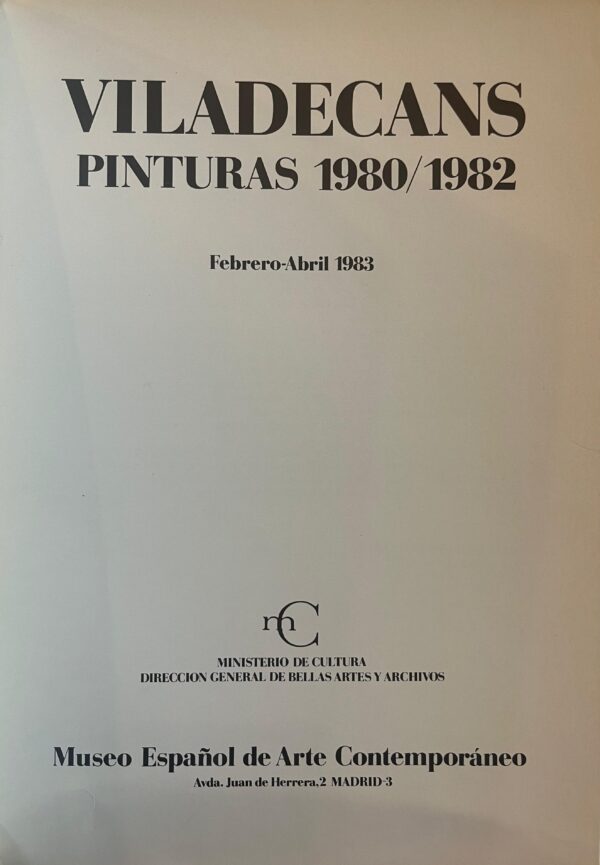 VILADECANS
PINTURAS 1980/1982
Febrero-Abril 1983
mC
MINISTERIO DE CULTURA
DIRECCION GENERAL DE BELLAS ARTES Y ARCHIVOS
Museo Español de Arte Contemporáneo
Avda. Juan de Herrera,2 MADRID-3